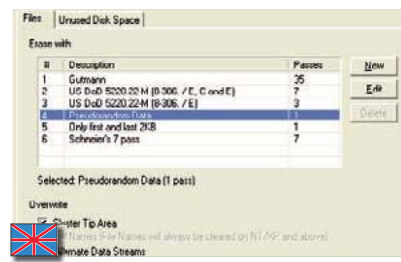 Files Unused Disk Space
Erase with
# Description Passes
1 Gutmann 35
2 US DoD 5220.22-M (8-306. / E, C and E) 7
3 US DoD 5220.22-M (8-306. / E) 3
4 Pseudorandom Data 1
5 Only first and last 2KB
6 Schneier's 7 pass 7
New
Edit
Delete
Selected: Pseudorandom Data (1 pass)
Overwrite
Tip Area
Names (File Names will always be cleared on NT/XP and above)
Data Streams